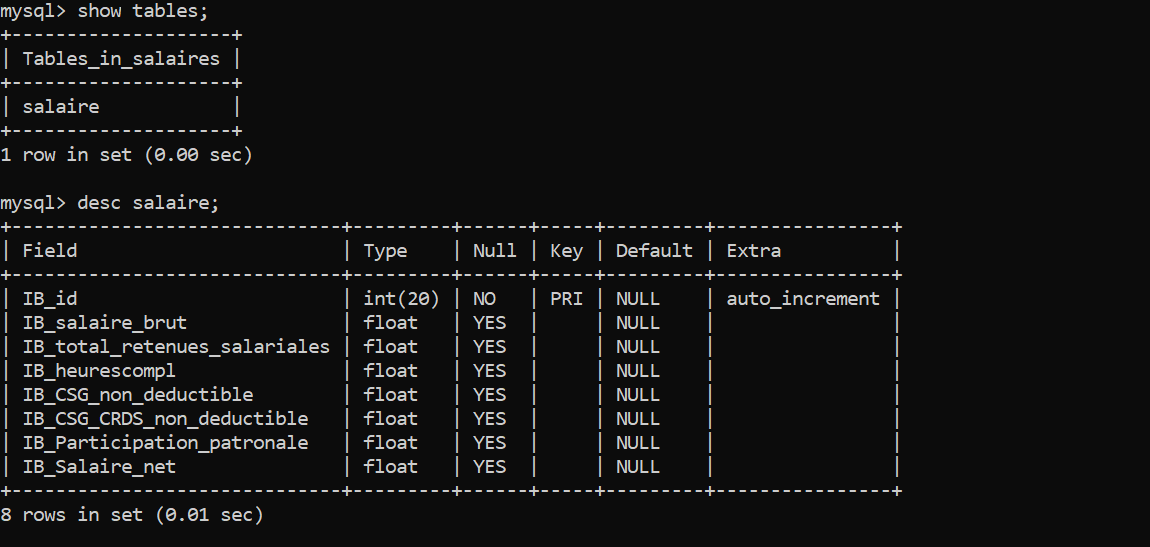 mysql> show tables;
+--------------------+
| Tables_in_salaires |
+--------------------+
| salaire            |
+--------------------+
1 row in set (0.00 sec)

mysql> desc salaire;
+------------------------------+---------+------+-----+---------+----------------+
| Field                        | Type    | Null | Key | Default | Extra          |
+------------------------------+---------+------+-----+---------+----------------+
| IB_id                        | int(20) | NO   | PRI | NULL    | auto_increment |
| IB_salaire_brut              | float   | YES  |     | NULL    |                |
| IB_total_retenues_salariales | float   | YES  |     | NULL    |                |
| IB_heurescompl               | float   | YES  |     | NULL    |                |
| IB_CSG_non_deductible        | float   | YES  |     | NULL    |                |
| IB_CSG_CRDS_non_deductible   | float   | YES  |     | NULL    |                |
| IB_Participation_patronale   | float   | YES  |     | NULL    |                |
| IB_Salaire_net               | float   | YES  |     | NULL    |                |
+------------------------------+---------+------+-----+---------+----------------+
8 rows in set (0.01 sec)